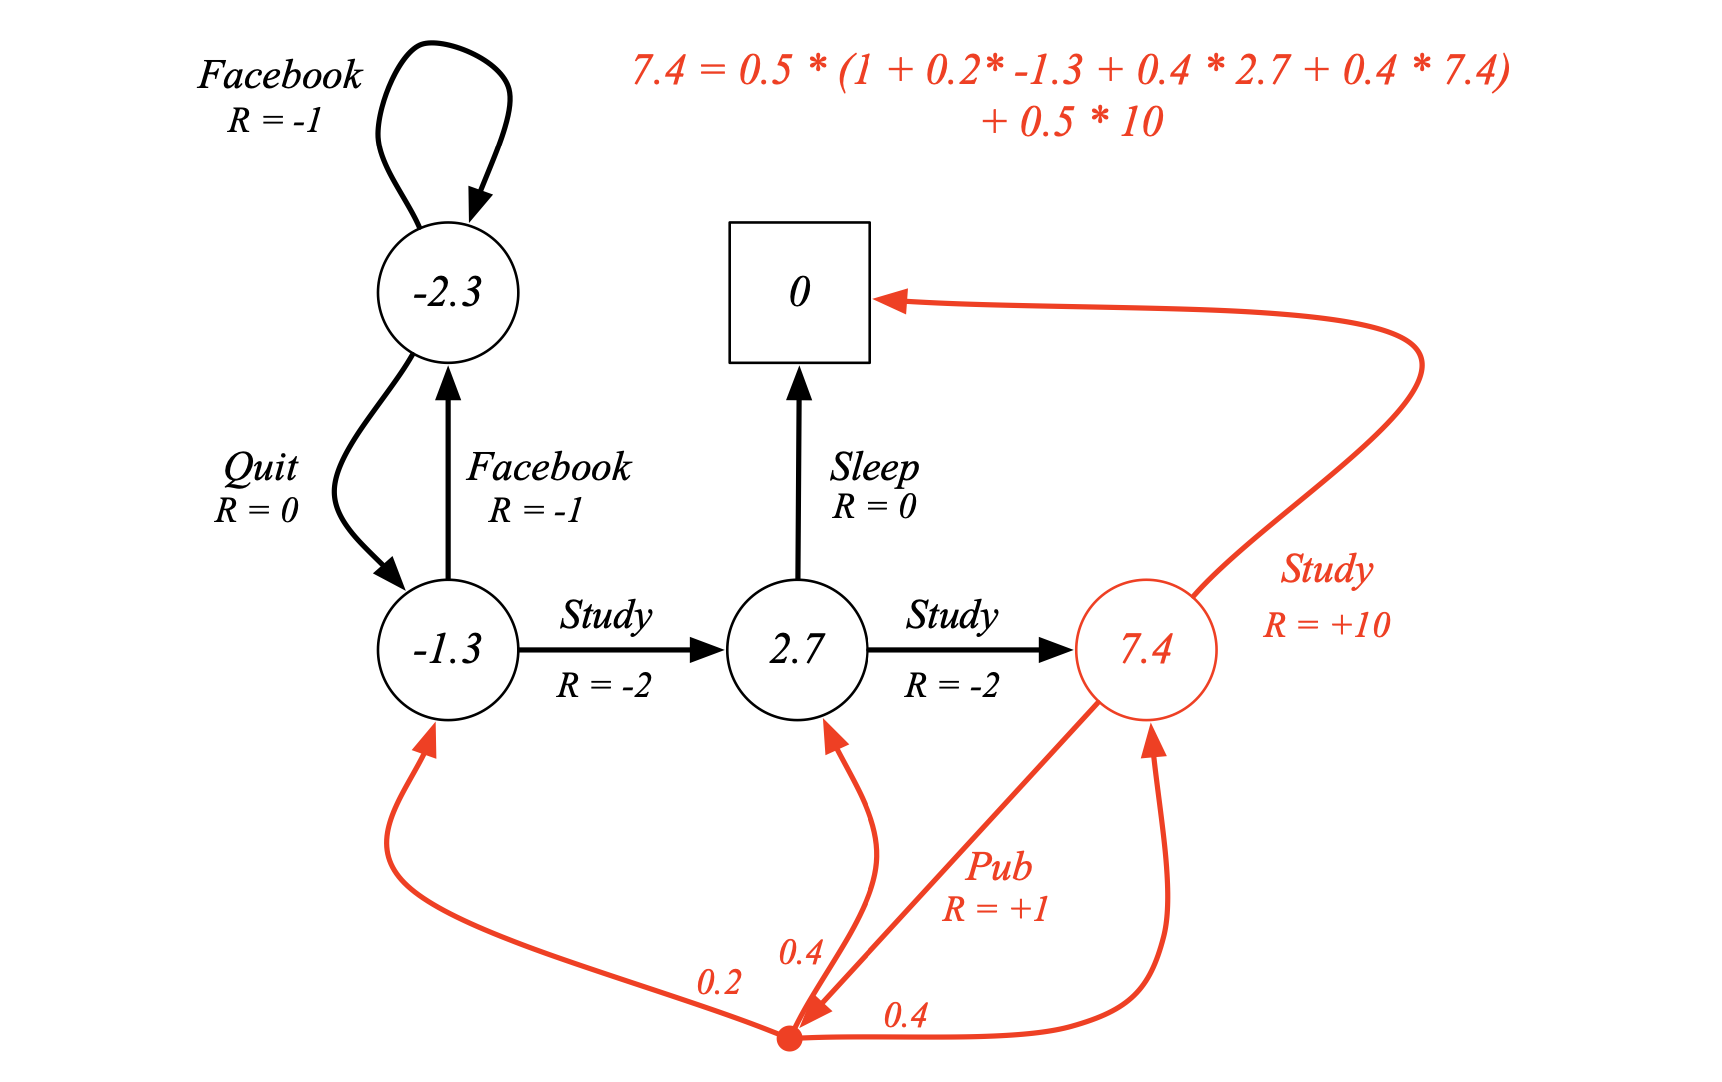 Facebook
R = -1
7.4 = 0.5 * (1 + 0.2* -1.3 + 0.4 * 2.7 + 0.4 * 7.4)
+ 0.5 * 10
-2.3
0
Quit
R = 0
Facebook
R = -1
Sleep
R = 0
-1.3
Study
R = -2
2.7
Study
R = -2
7.4
Study
R = +10
Pub
R = +1
0.2
0.4
0.4